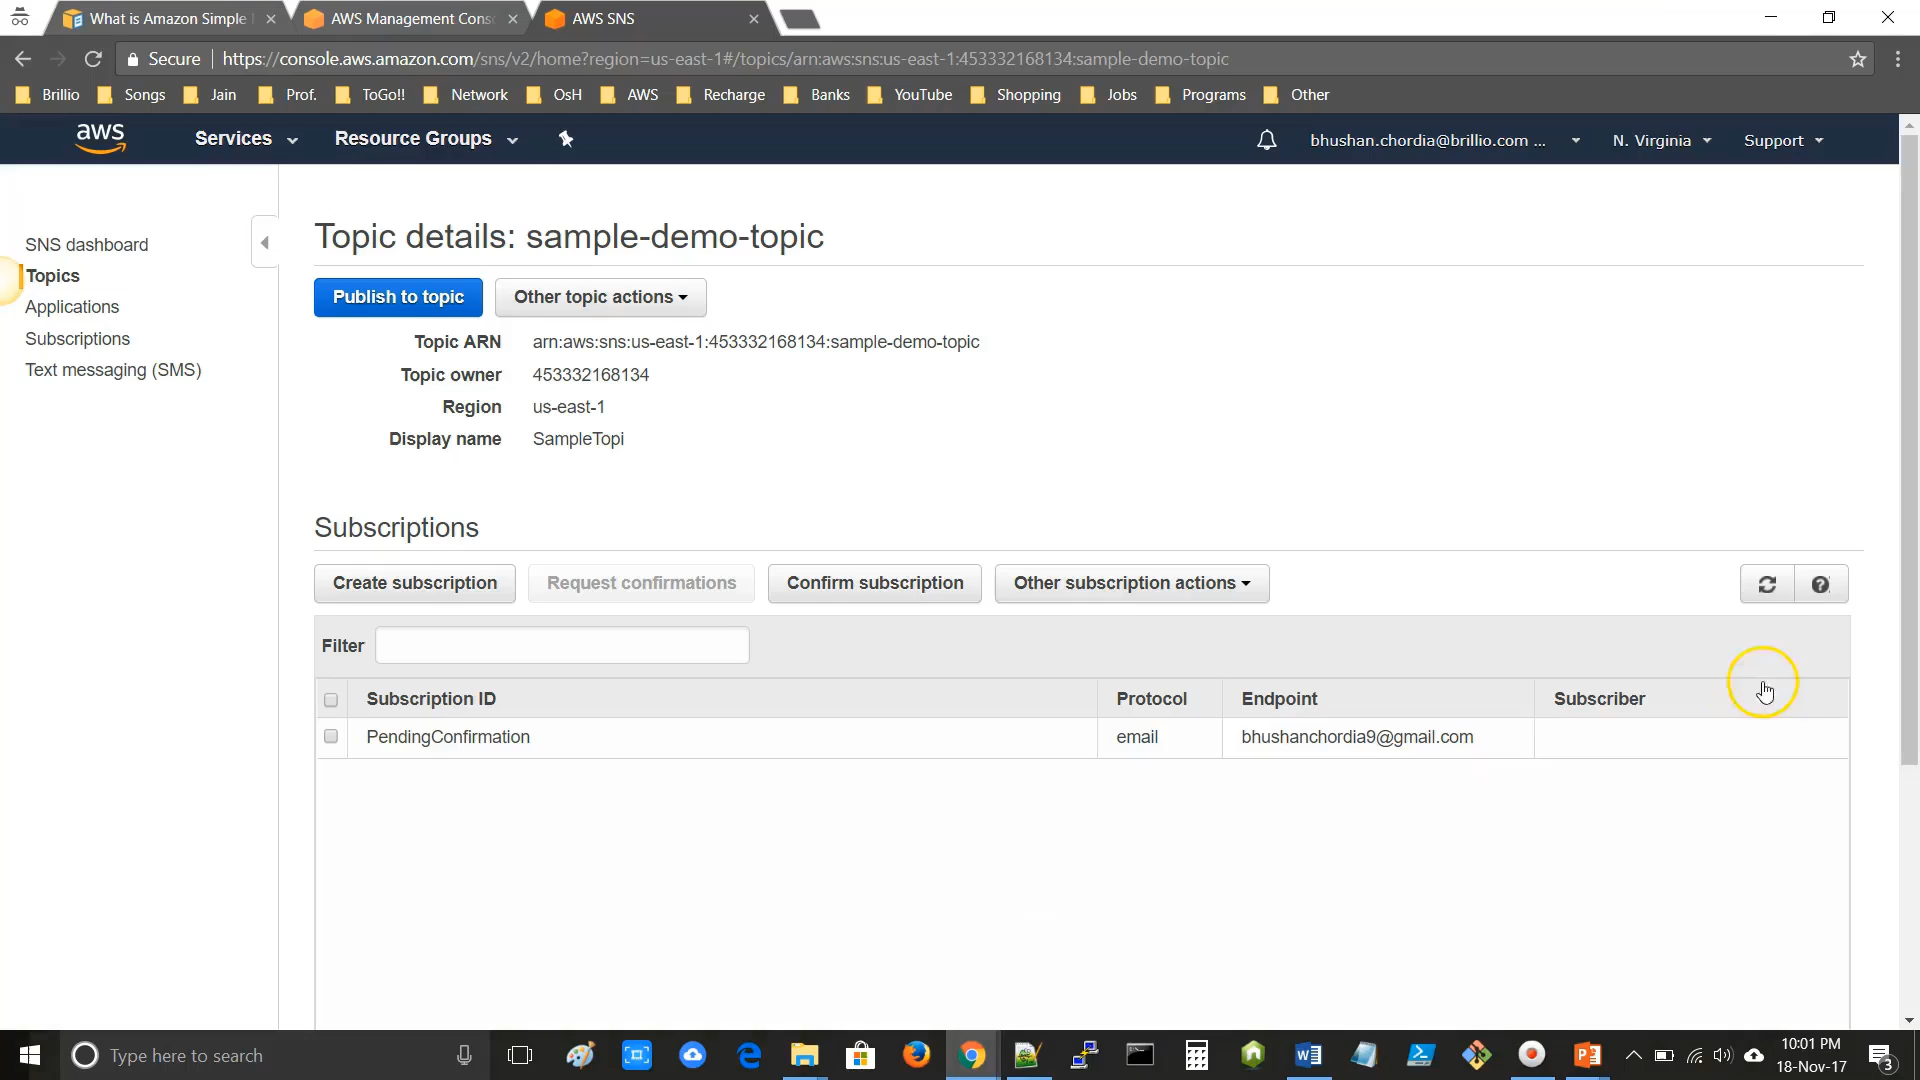 What is Amazon Simple
AWS Management Conso
AWS SNS
Secure
https://console.aws.amazon.com/sns/v2/home?region=us-east-1#/topics/arn:aws:sns:us-east-1:453332168134:sample-demo-topic
Brillio Songs Jain Prof. ToGo!! Network OsH AWS Recharge Banks YouTube Shopping Jobs Programs Other
aws Services Resource Groups bhushan.chordia@brillio.com ... N. Virginia Support
SNS dashboard
Topics
Applications
Subscriptions
Text messaging (SMS)
Topic details: sample-demo-topic
Publish to topic Other topic actions
Topic ARN arn:aws:sns:us-east-1:453332168134:sample-demo-topic
Topic owner 453332168134
Region us-east-1
Display name SampleTopi
Subscriptions
Create subscription Request confirmations Confirm subscription Other subscription actions
Filter
Subscription ID Protocol Endpoint Subscriber
PendingConfirmation email bhushanchordia9@gmail.com
Type here to search
10:01 PM
18-Nov-17
3